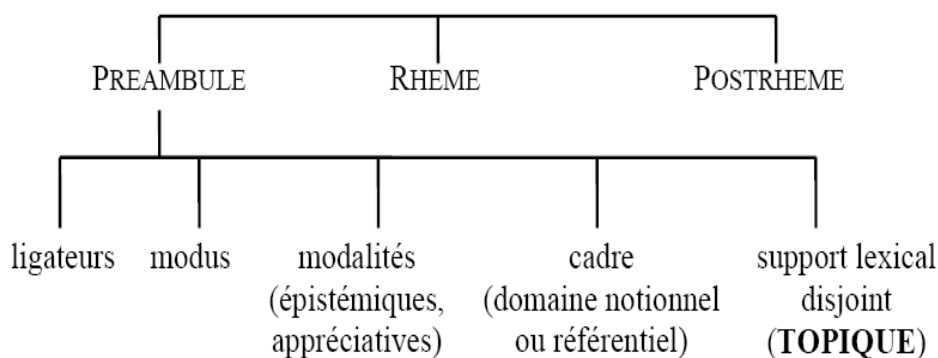 PREAMBULE RHEME POSTRHEME
ligateurs modus modalités cadre support lexical
(épistémiques, (domaine notionnel disjoint
appréciatives) ou référentiel) (TOPIQUE)